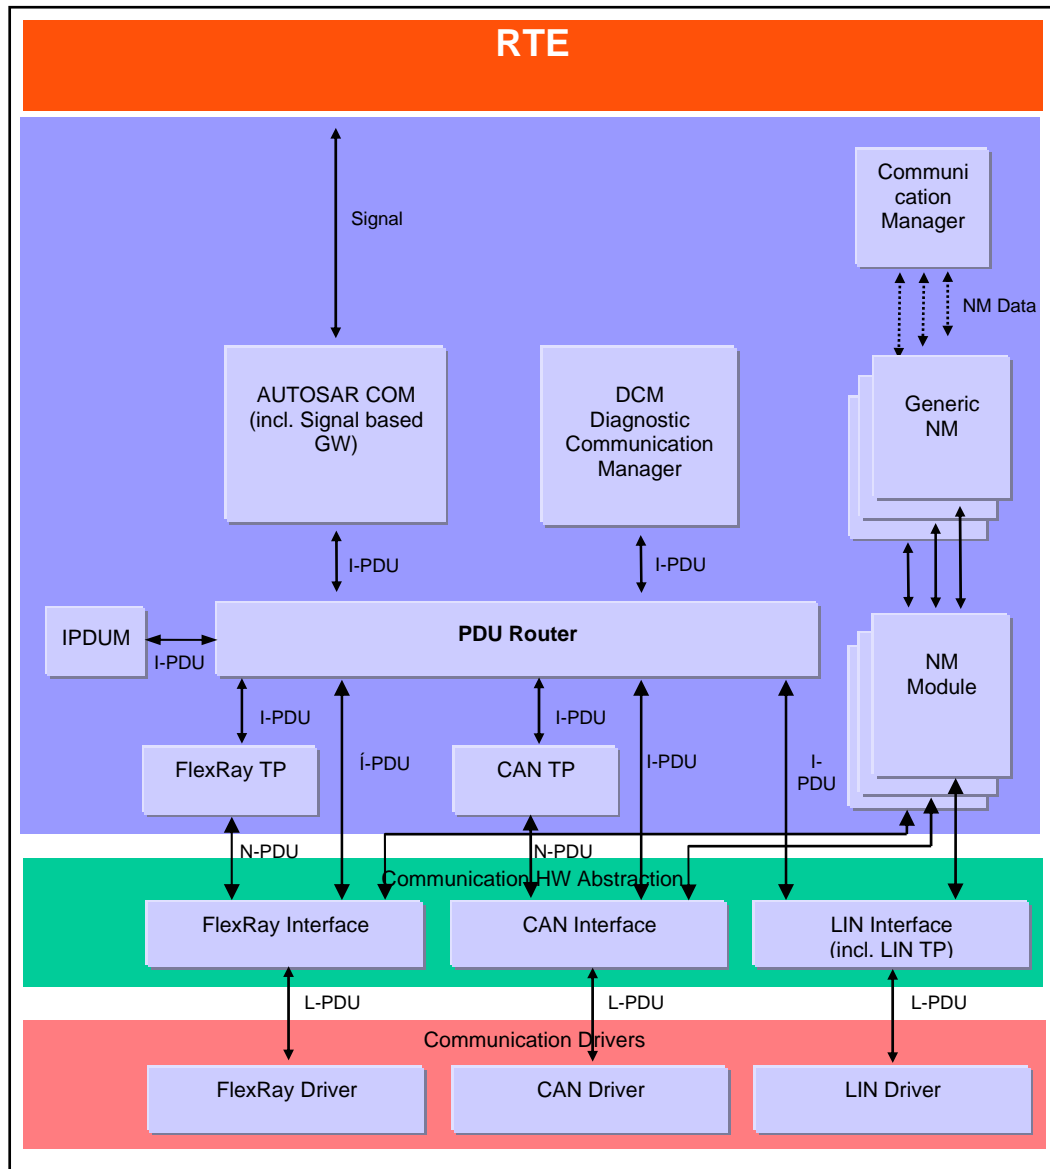 RTE
Communi
cation
Manager
Signal
NM Data
AUTOSAR COM
(incl. Signal based
GW)
DCM
Diagnostic
Communication
Manager
Generic
NM
I-PDU
I-PDU
IPDUM
PDU Router
NM
Module
I-PDU
I-PDU
Í-PDU
I-PDU
I-PDU
I-
PDU
FlexRay TP
CAN TP
N-PDU
N-PDU
Communication HW Abstraction
FlexRay Interface
CAN Interface
LIN Interface
(incl. LIN TP)
L-PDU
L-PDU
L-PDU
Communication Drivers
FlexRay Driver
CAN Driver
LIN Driver